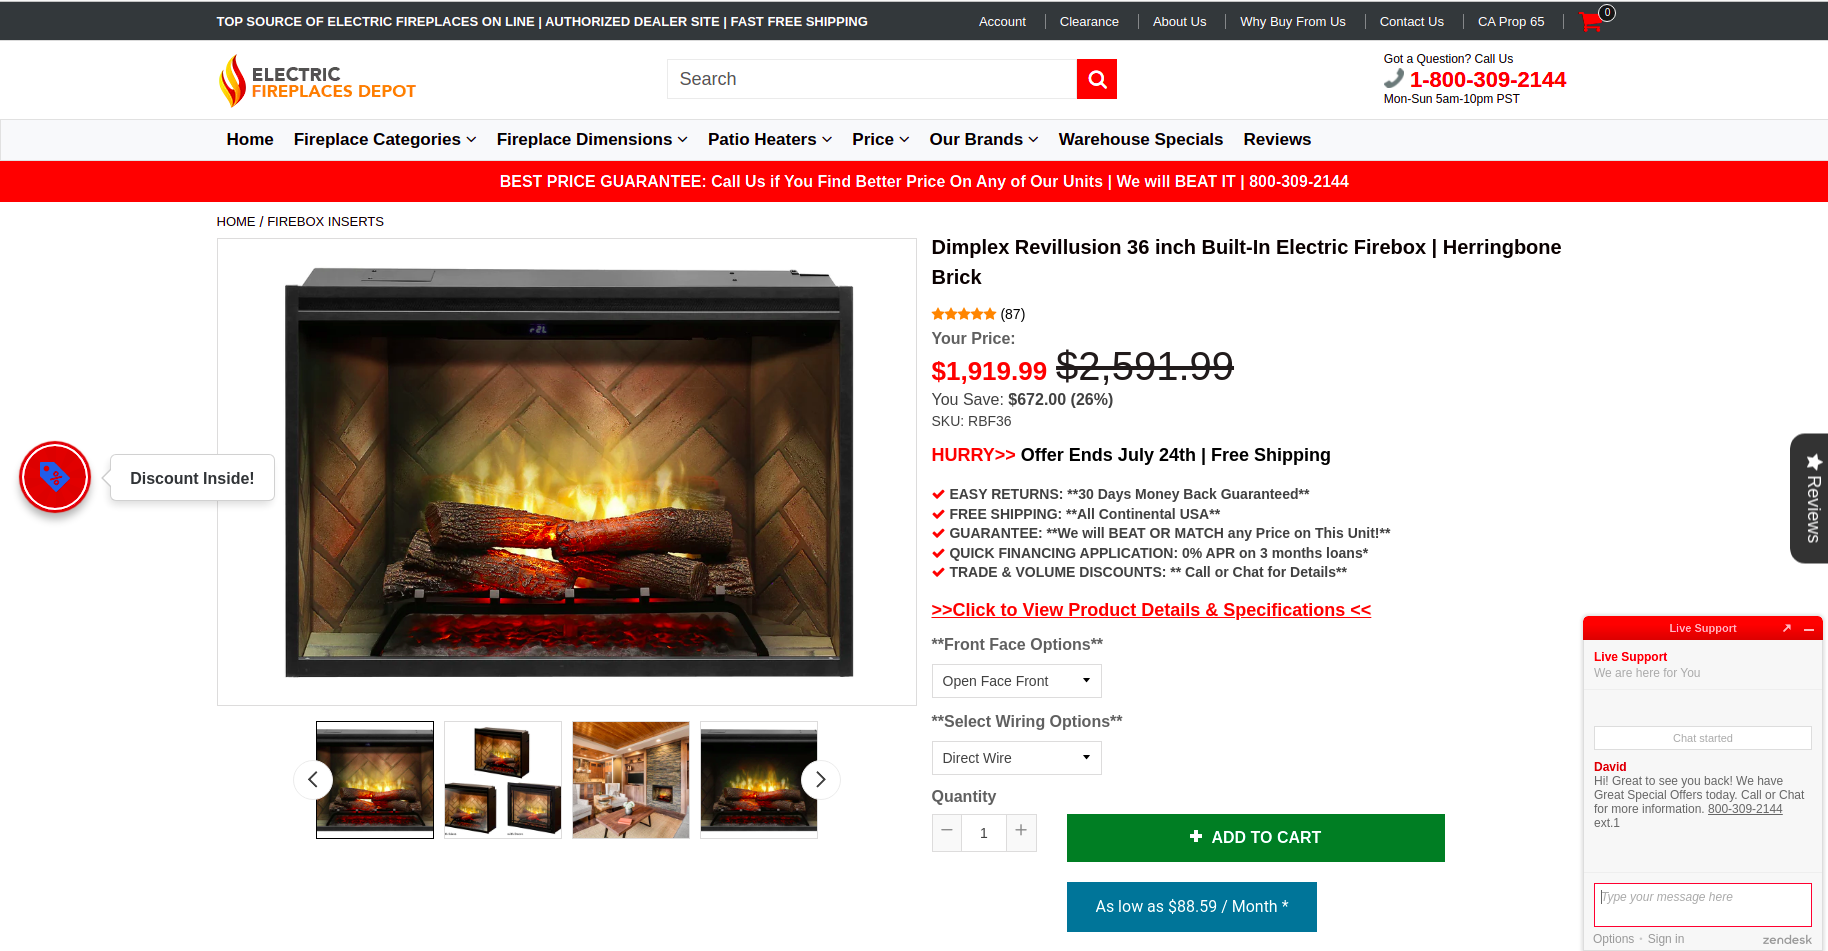 TOP SOURCE OF ELECTRIC FIREPLACES ON LINE | AUTHORIZED DEALER SITE | FAST FREE SHIPPING
Account
Clearance
About Us
Why Buy From Us
Contact Us
CA Prop 65
0
ELECTRIC
FIREPLACES DEPOT
Search
Got a Question? Call Us
1-800-309-2144
Mon-Sun 5am-10pm PST
Home
Fireplace Categories
Fireplace Dimensions
Patio Heaters
Price
Our Brands
Warehouse Specials
Reviews
BEST PRICE GUARANTEE: Call Us if You Find Better Price On Any of Our Units | We will BEAT IT | 800-309-2144
HOME / FIREBOX INSERTS
Dimplex Revillusion 36 inch Built-In Electric Firebox | Herringbone
Brick
(87)
Your Price:
$1,919.99 $2,591.99
You Save: $672.00 (26%)
SKU: RBF36
HURRY>> Offer Ends July 24th | Free Shipping
EASY RETURNS: **30 Days Money Back Guaranteed**
FREE SHIPPING: **All Continental USA**
GUARANTEE: **We will BEAT OR MATCH any Price on This Unit!**
QUICK FINANCING APPLICATION: 0% APR on 3 months loans*
TRADE & VOLUME DISCOUNTS: ** Call or Chat for Details**
>>Click to View Product Details & Specifications <<
**Front Face Options**
Open Face Front
**Select Wiring Options**
Direct Wire
Quantity
1
ADD TO CART
As low as $88.59 / Month *
Discount Inside!
Reviews
Live Support
Live Support
We are here for You
Chat started
David
Hi! Great to see you back! We have
Great Special Offers today. Call or Chat
for more information. 800-309-2144
ext.1
Type your message here
Options · Sign in
zendesk